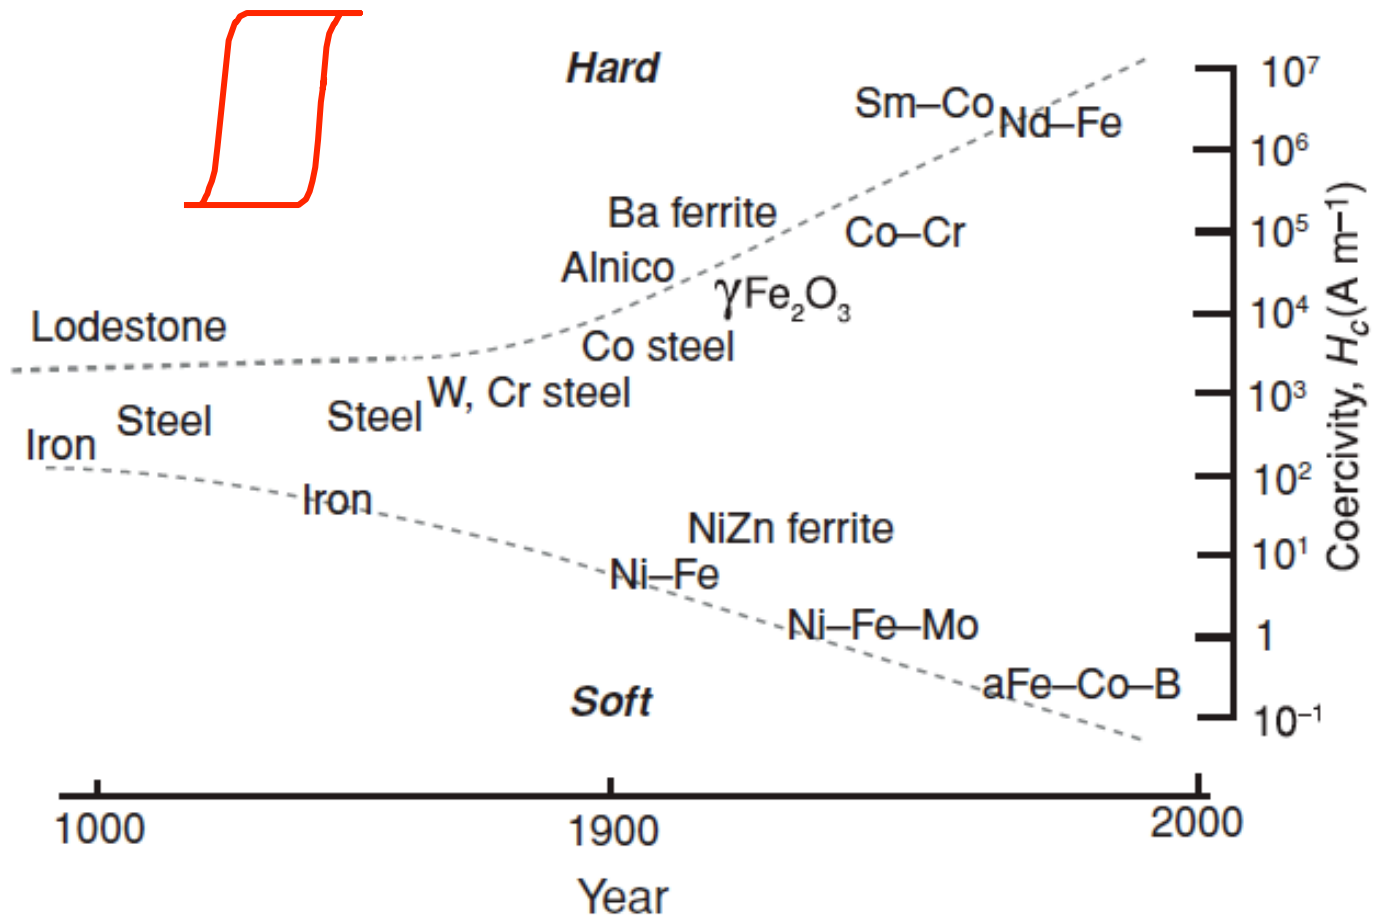 Hard
10⁷
Sm–Co
Nd–Fe
10⁶
Ba ferrite
Co–Cr
10⁵
Alnico
γFe₂O₃
10⁴
Lodestone
Co steel
W, Cr steel
10³
Steel
Steel
Iron
10²
Iron
NiZn ferrite
10¹
Ni–Fe
Ni–Fe–Mo
1
aFe–Co–B
Soft
10⁻¹
Coercivity, H꜀(A m⁻¹)
1000
1900
2000
Year